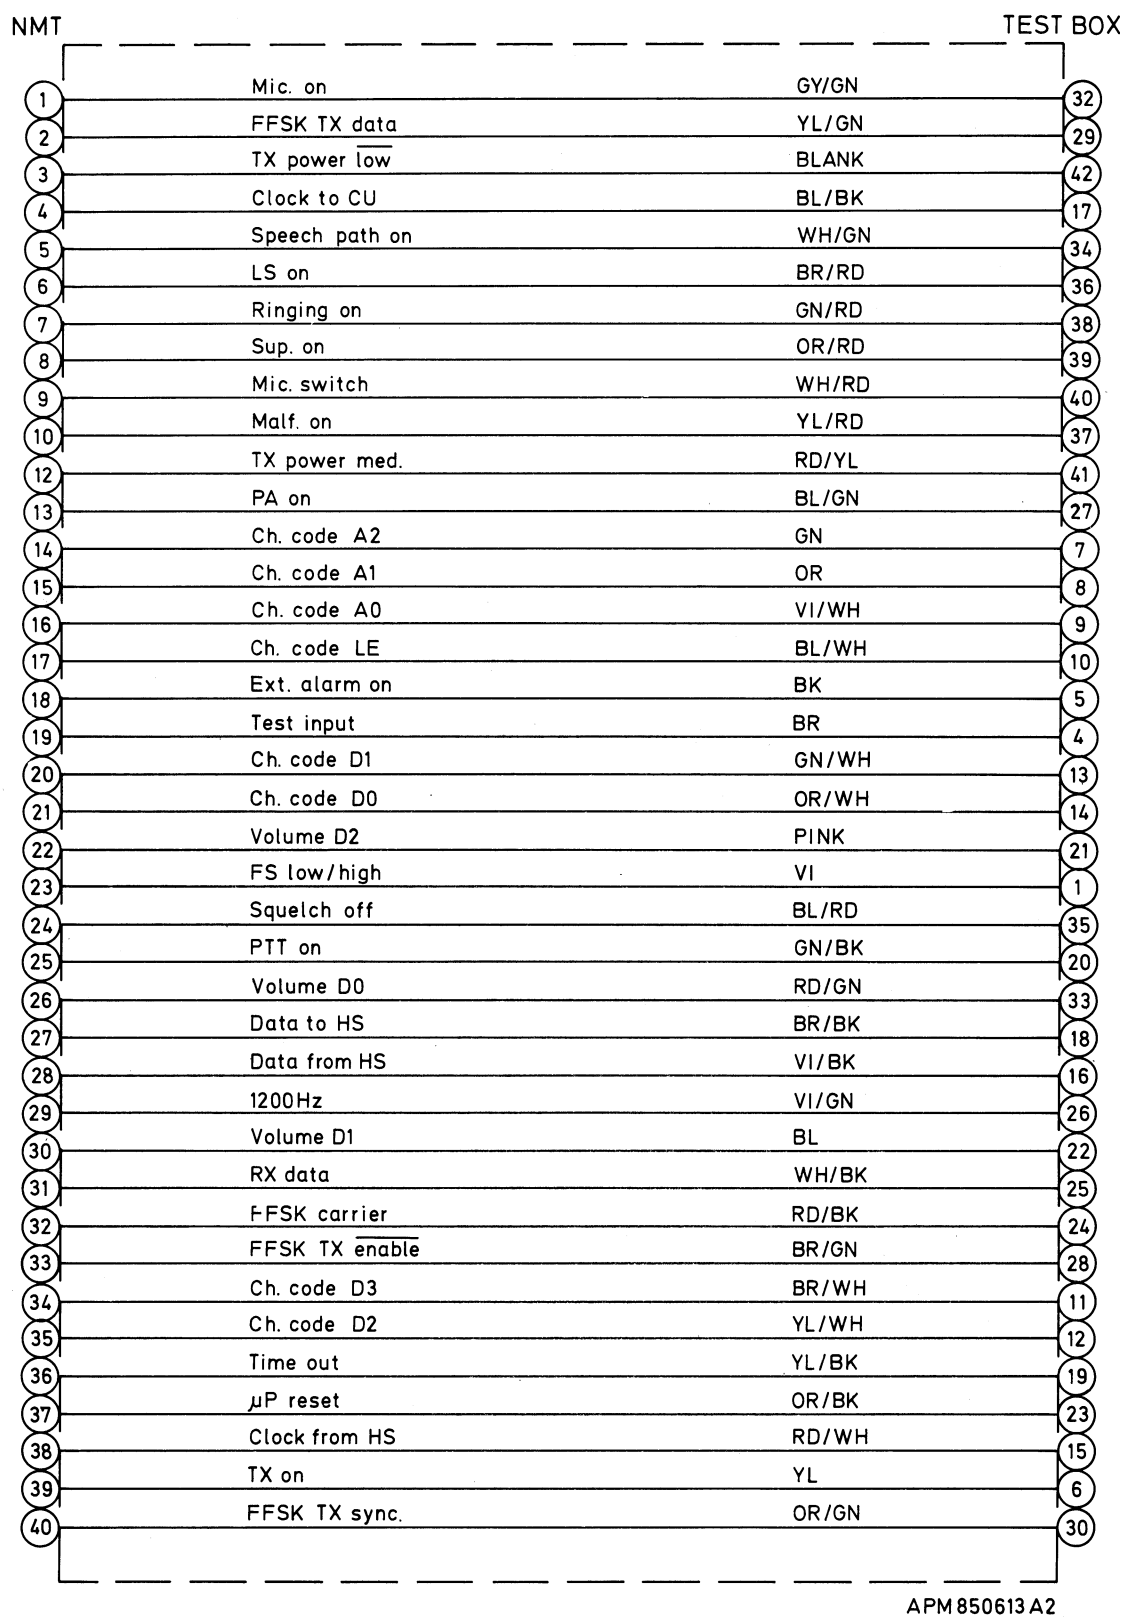 NMT TEST BOX
1 Mic. on GY/GN 32
2 FFSK TX data YL/GN 29
3 TX power low BLANK 42
4 Clock to CU BL/BK 17
5 Speech path on WH/GN 34
6 LS on BR/RD 36
7 Ringing on GN/RD 38
8 Sup. on OR/RD 39
9 Mic. switch WH/RD 40
10 Malf. on YL/RD 37
12 TX power med. RD/YL 41
13 PA on BL/GN 27
14 Ch. code A2 GN 7
15 Ch. code A1 OR 8
16 Ch. code A0 VI/WH 9
17 Ch. code LE BL/WH 10
18 Ext. alarm on BK 5
19 Test input BR 4
20 Ch. code D1 GN/WH 13
21 Ch. code D0 OR/WH 14
22 Volume D2 PINK 21
23 FS low/high VI 1
24 Squelch off BL/RD 35
25 PTT on GN/BK 20
26 Volume D0 RD/GN 33
27 Data to HS BR/BK 18
28 Data from HS VI/BK 16
29 1200Hz VI/GN 26
30 Volume D1 BL 22
31 RX data WH/BK 25
32 FFSK carrier RD/BK 24
33 FFSK TX enable BR/GN 28
34 Ch. code D3 BR/WH 11
35 Ch. code D2 YL/WH 12
36 Time out YL/BK 19
37 µP reset OR/BK 23
38 Clock from HS RD/WH 15
39 TX on YL 6
40 FFSK TX sync. OR/GN 30
APM 850613 A2